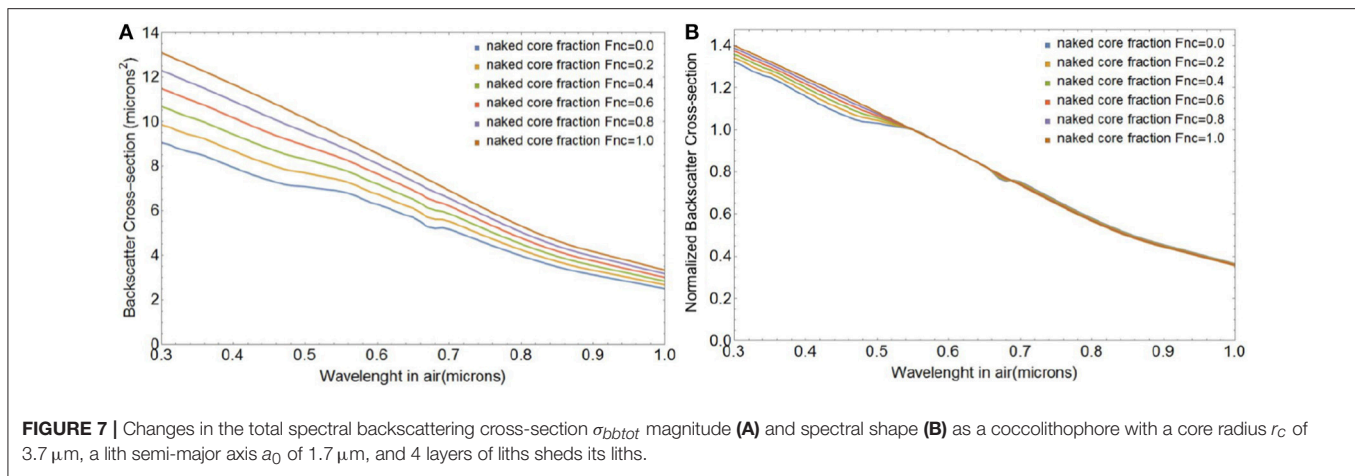 A
14
12
10
8
6
4
2
0
Backscatter Cross-section (microns²)
naked core fraction Fnc=0.0
naked core fraction Fnc=0.2
naked core fraction Fnc=0.4
naked core fraction Fnc=0.6
naked core fraction Fnc=0.8
naked core fraction Fnc=1.0
0.3 0.4 0.5 0.6 0.7 0.8 0.9 1.0
Wavelenght in air(microns)
B
1.4
1.2
1.0
0.8
0.6
0.4
0.2
0.0
Normalized Backscatter Cross-section
naked core fraction Fnc=0.0
naked core fraction Fnc=0.2
naked core fraction Fnc=0.4
naked core fraction Fnc=0.6
naked core fraction Fnc=0.8
naked core fraction Fnc=1.0
0.3 0.4 0.5 0.6 0.7 0.8 0.9 1.0
Wavelenght in air(microns)
FIGURE 7 | Changes in the total spectral backscattering cross-section σbbtot magnitude (A) and spectral shape (B) as a coccolithophore with a core radius rc of
3.7 μm, a lith semi-major axis a0 of 1.7 μm, and 4 layers of liths sheds its liths.